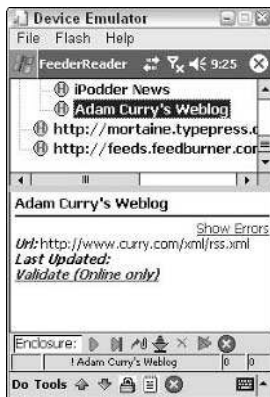 Device Emulator
File Flash Help
FeederReader 9:25
iPodder News
Adam Curry's Weblog
http://mortaine.typepress.c
http://feeds.feedburner.com
Adam Curry's Weblog
Show Errors
Url:http://www.curry.com/xml/rss.xml
Last Updated:
Validate (Online only)
Enclosure:
! Adam Curry's Weblog 0 0
Do Tools